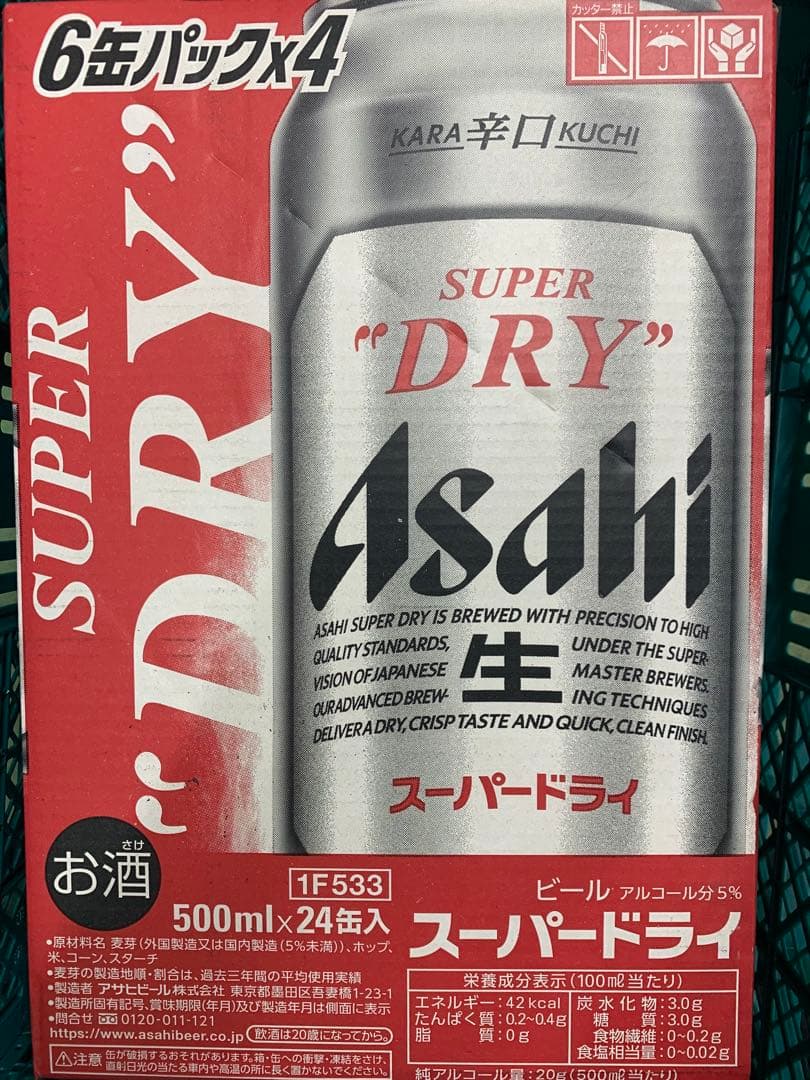 6缶パックx4
カッター禁止
KARA 辛口 KUCHI
SUPER
"DRY"
SUPER
"DRY"
Asahi
ASAHI SUPER DRY IS BREWED WITH PRECISION TO HIGH
QUALITY STANDARDS, UNDER THE SUPER-
VISION OF JAPANESE MASTER BREWERS.
OUR ADVANCED BREW- ING TECHNIQUES
生
DELIVER A DRY, CRISP TASTE AND QUICK, CLEAN FINISH.
スーパードライ
さけ
お酒
1F533
500ml×24缶入
•原材料名 麦芽(外国製造又は国内製造(5%未満))、ホップ、
米、コーン、スターチ
•麦芽の製造地順・割合は、過去三年間の平均使用実績
•製造者 アサヒビール株式会社 東京都墨田区吾妻橋1-23-1
•製造所固有記号、賞味期限(年月)及び製造年月は側面に表示
•問合せ 0120-011-121
https://www.asahibeer.co.jp 飲酒は20歳になってから。
⚠注意 缶が破損するおそれがあります。箱・缶への衝撃・凍結をさけ、
直射日光の当たる車内や高温の所に長く置かないでください。
ビール アルコール分5%
スーパードライ
栄養成分表示(100ml当たり)
エネルギー:42kcal
たんぱく質:0.2~0.4g
脂質:0g
炭水化物:3.0g
糖質:3.0g
食物繊維:0~0.2g
食塩相当量:0~0.02g
純アルコール量:20g(500ml当たり)